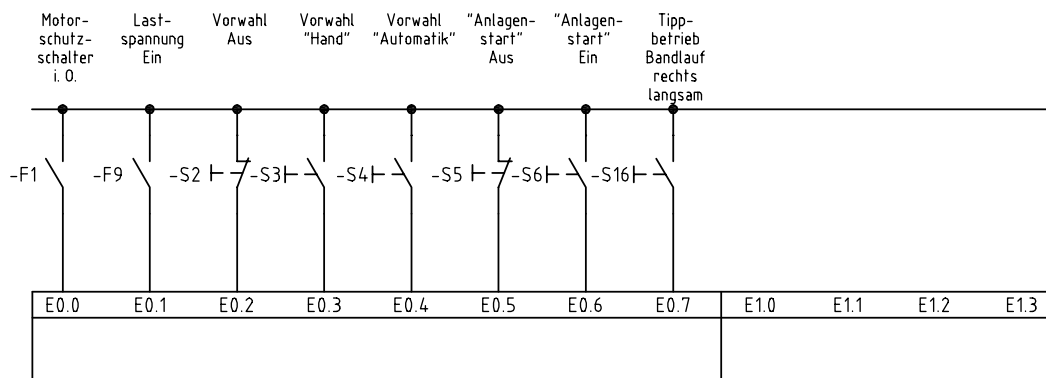 Motor-
schutz-
schalter
i. O.
Last-
spannung
Ein
Vorwahl
Aus
Vorwahl
"Hand"
Vorwahl
"Automatik"
"Anlagen-
start"
Aus
"Anlagen-
start"
Ein
Tipp-
betrieb
Bandlauf
rechts
langsam
-F1 -F9 -S2 -S3 -S4 -S5 -S6 -S16
E0.0 E0.1 E0.2 E0.3 E0.4 E0.5 E0.6 E0.7 E1.0 E1.1 E1.2 E1.3